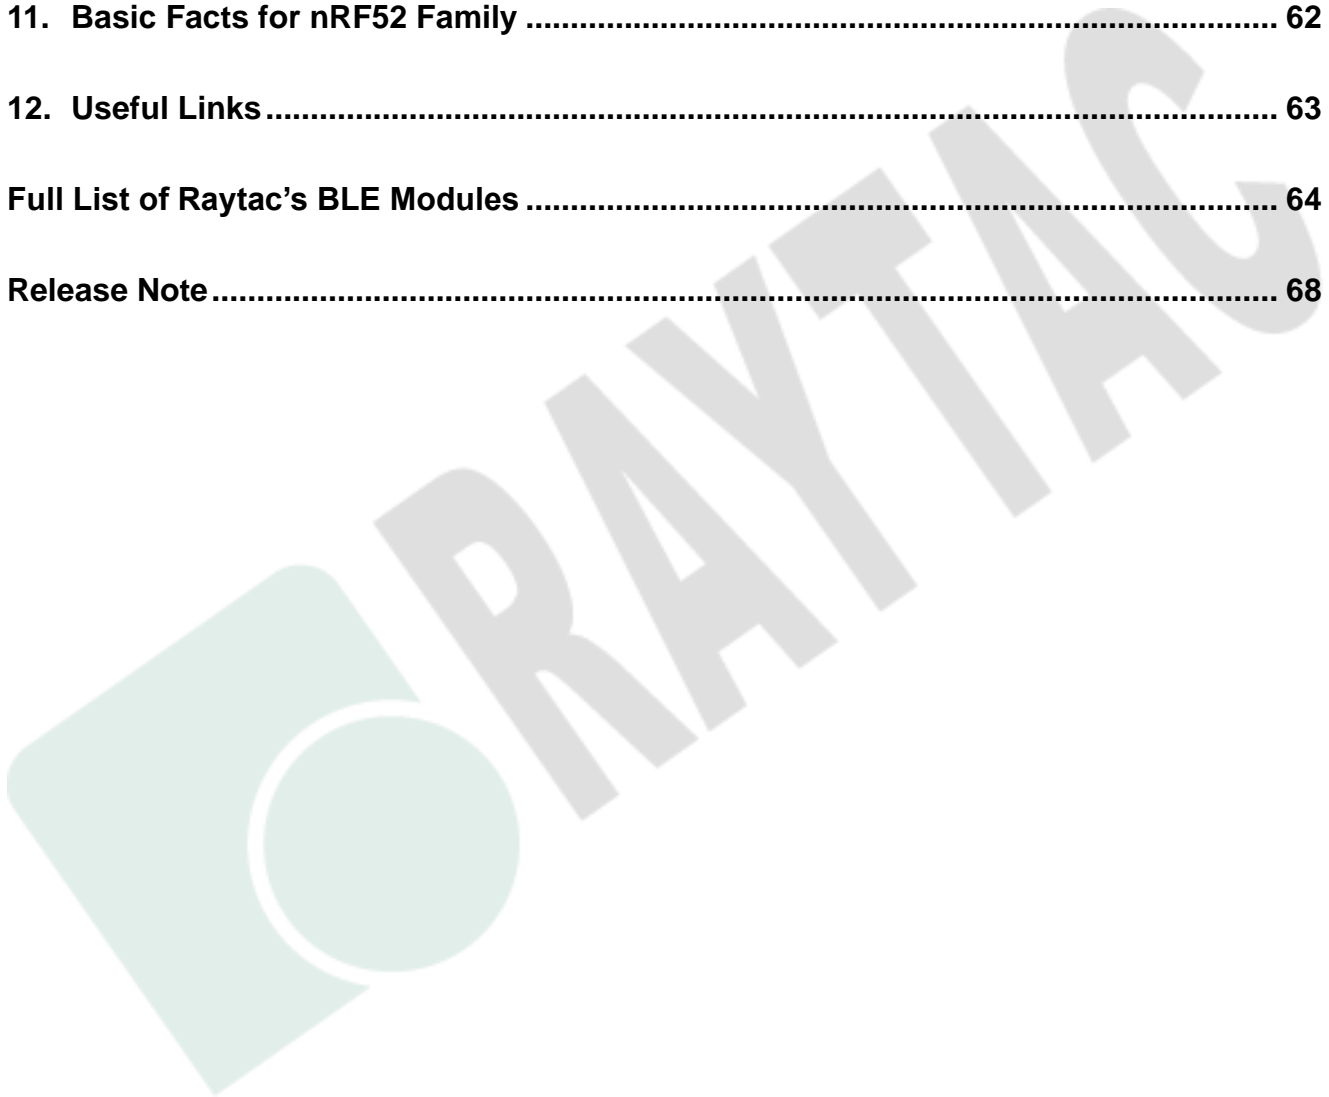 11. Basic Facts for nRF52 Family ........................................................................................ 62
12. Useful Links ........................................................................................................................ 63
Full List of Raytac’s BLE Modules ........................................................................................ 64
Release Note ............................................................................................................................ 68
RAYTAC